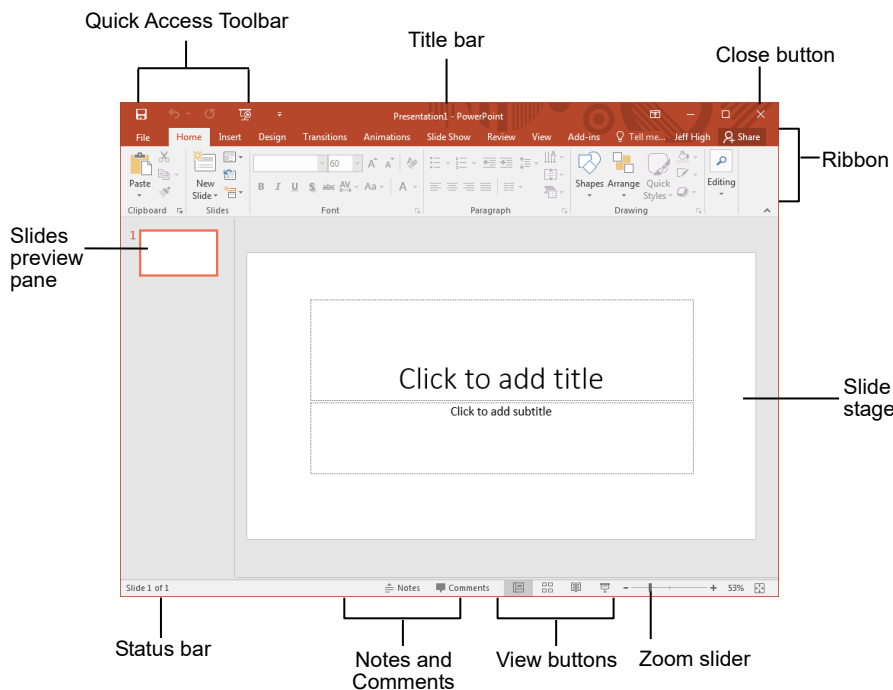 Quick Access Toolbar
Title bar
Close button
Presentation1 - PowerPoint
File Home Insert Design Transitions Animations Slide Show Review View Add-ins Tell me... Jeff High Share
Ribbon
60
Paste
New
Slide
B I U S abc AV Aa A
Shapes Arrange Quick
Styles
Editing
Clipboard Slides Font Paragraph Drawing
Slides
preview
pane
1
Click to add title
Click to add subtitle
Slide
stage
Slide 1 of 1 Notes Comments - + 53%
Status bar
Notes and
Comments
View buttons
Zoom slider